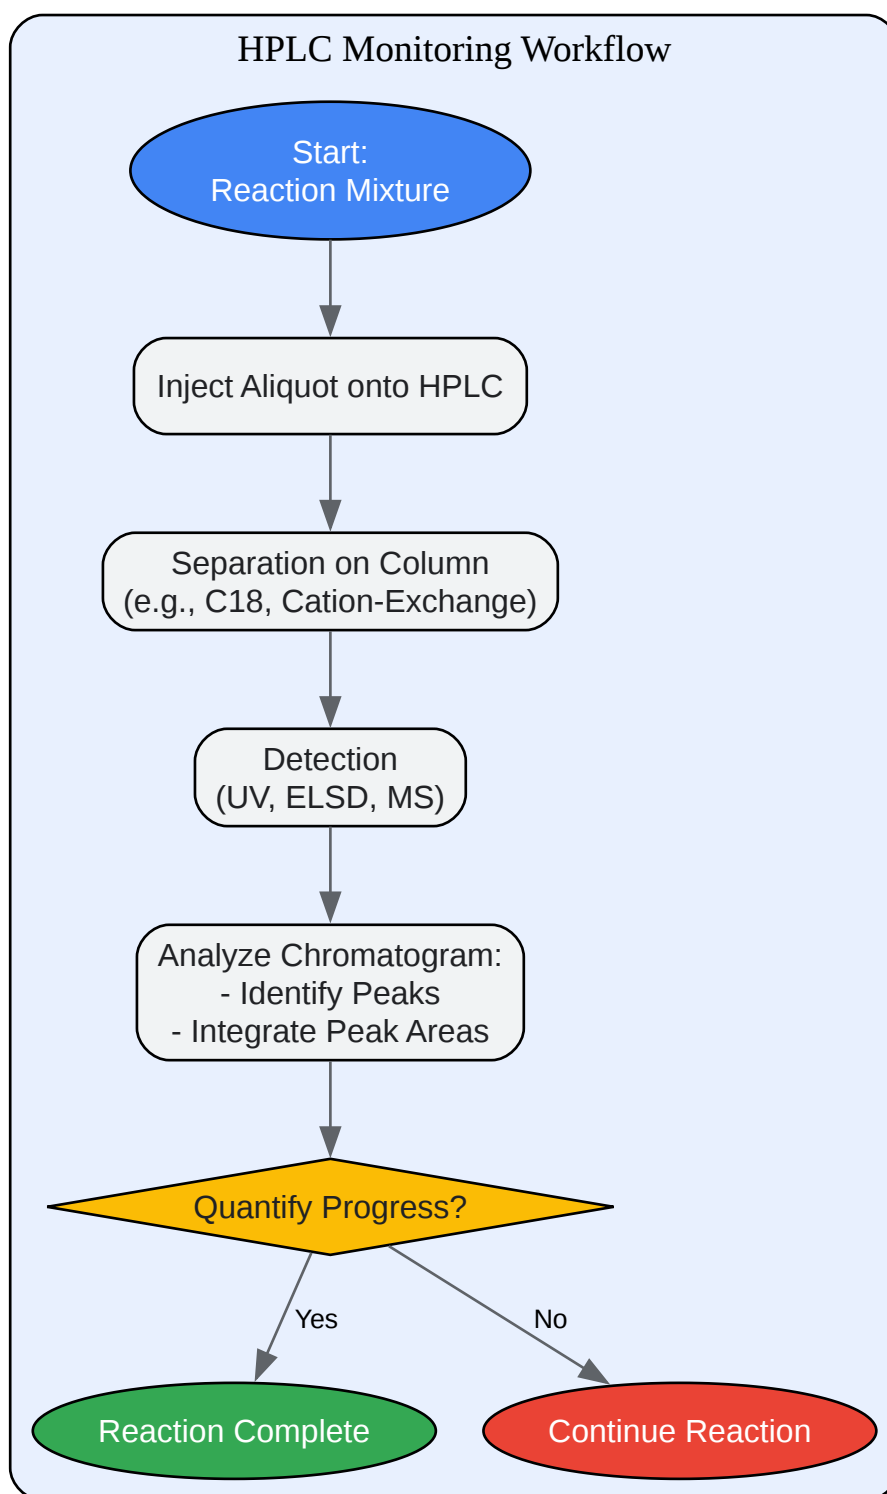 HPLC Monitoring Workflow
Start:
Reaction Mixture
Inject Aliquot onto HPLC
Separation on Column
(e.g., C18, Cation-Exchange)
Detection
(UV, ELSD, MS)
Analyze Chromatogram:
- Identify Peaks
- Integrate Peak Areas
Quantify Progress?
Yes
No
Reaction Complete
Continue Reaction